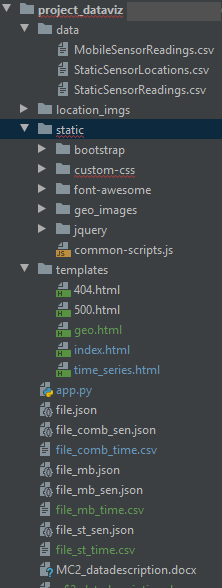 project_dataviz
data
MobileSensorReadings.csv
StaticSensorLocations.csv
StaticSensorReadings.csv
location_imgs
static
bootstrap
custom-css
font-awesome
geo_images
jquery
common-scripts.js
templates
404.html
500.html
geo.html
index.html
time_series.html
app.py
file.json
file_comb_sen.json
file_comb_time.csv
file_mb.json
file_mb_sen.json
file_mb_time.csv
file_st_sen.json
file_st_time.csv
MC2_datadescription.docx